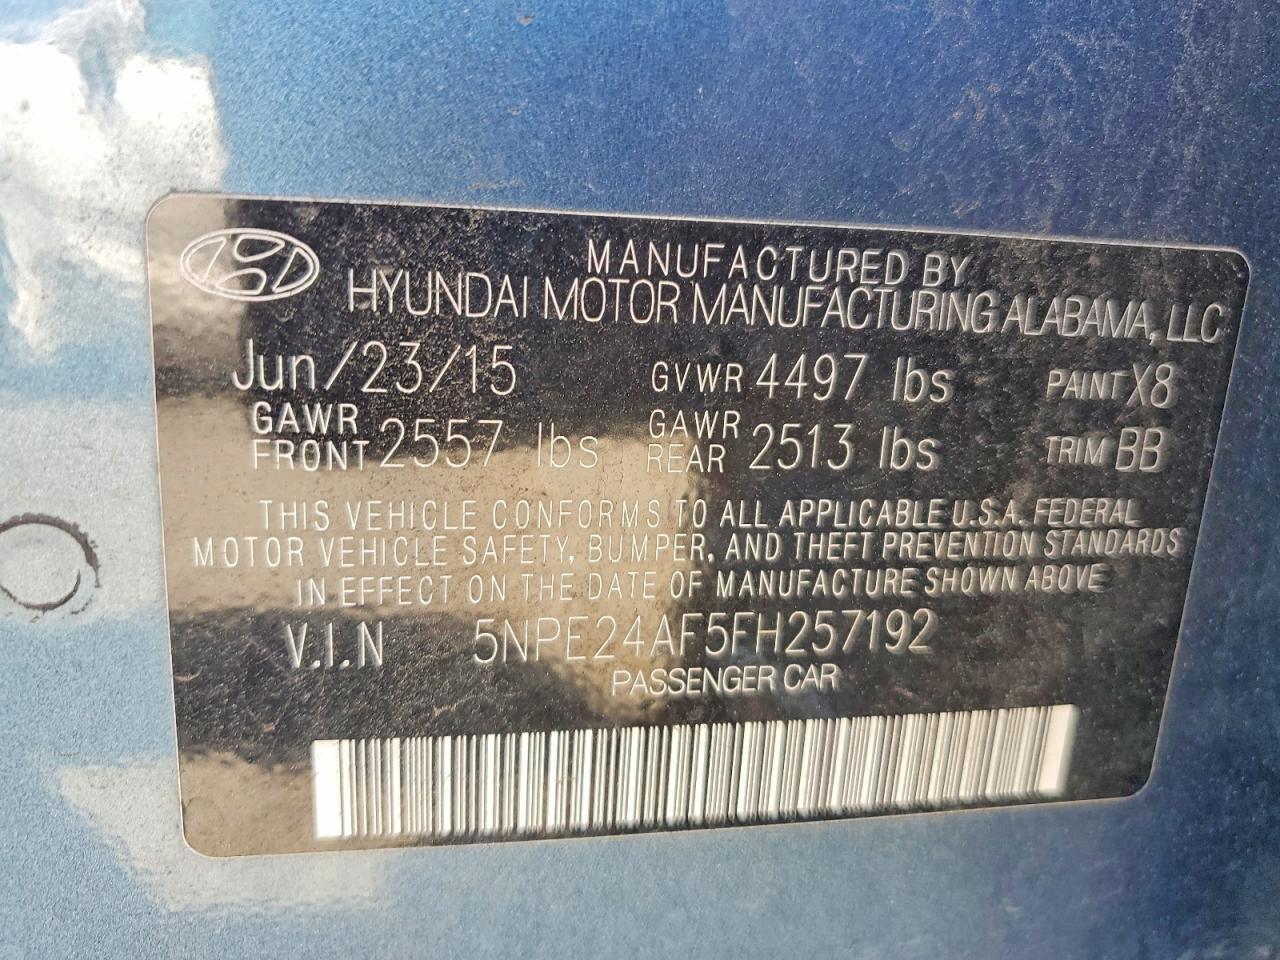 MANUFACTURED BY
HYUNDAI MOTOR MANUFACTURING ALABAMA, LLC
Jun/23/15 GVWR 4497 lbs PAINT X8
GAWR FRONT 2557 lbs GAWR REAR 2513 lbs TRIM BB
THIS VEHICLE CONFORMS TO ALL APPLICABLE U.S.A. FEDERAL
MOTOR VEHICLE SAFETY, BUMPER, AND THEFT PREVENTION STANDARDS
IN EFFECT ON THE DATE OF MANUFACTURE SHOWN ABOVE
V.I.N 5NPE24AF5FH257192
PASSENGER CAR